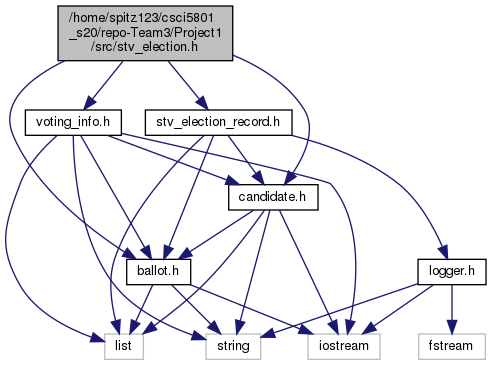 /home/spitz123/csci5801
_s20/repo-Team3/Project1
/src/stv_election.h
voting_info.h
stv_election_record.h
candidate.h
ballot.h
logger.h
list
string
iostream
fstream